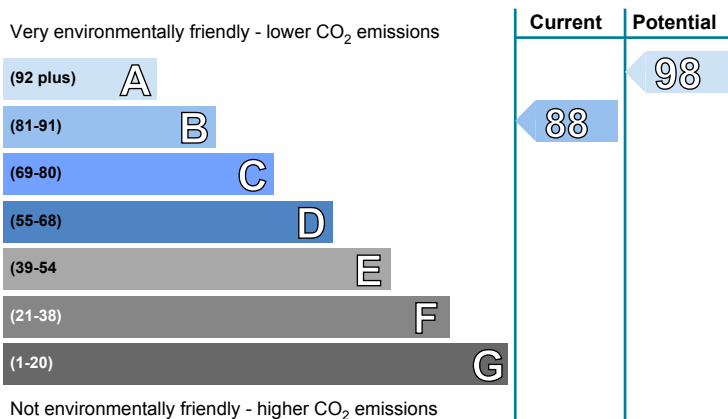 Current Potential
Very environmentally friendly - lower CO2 emissions
(92 plus) A 98
(81-91) B 88
(69-80) C
(55-68) D
(39-54 E
(21-38) F
(1-20) G
Not environmentally friendly - higher CO2 emissions